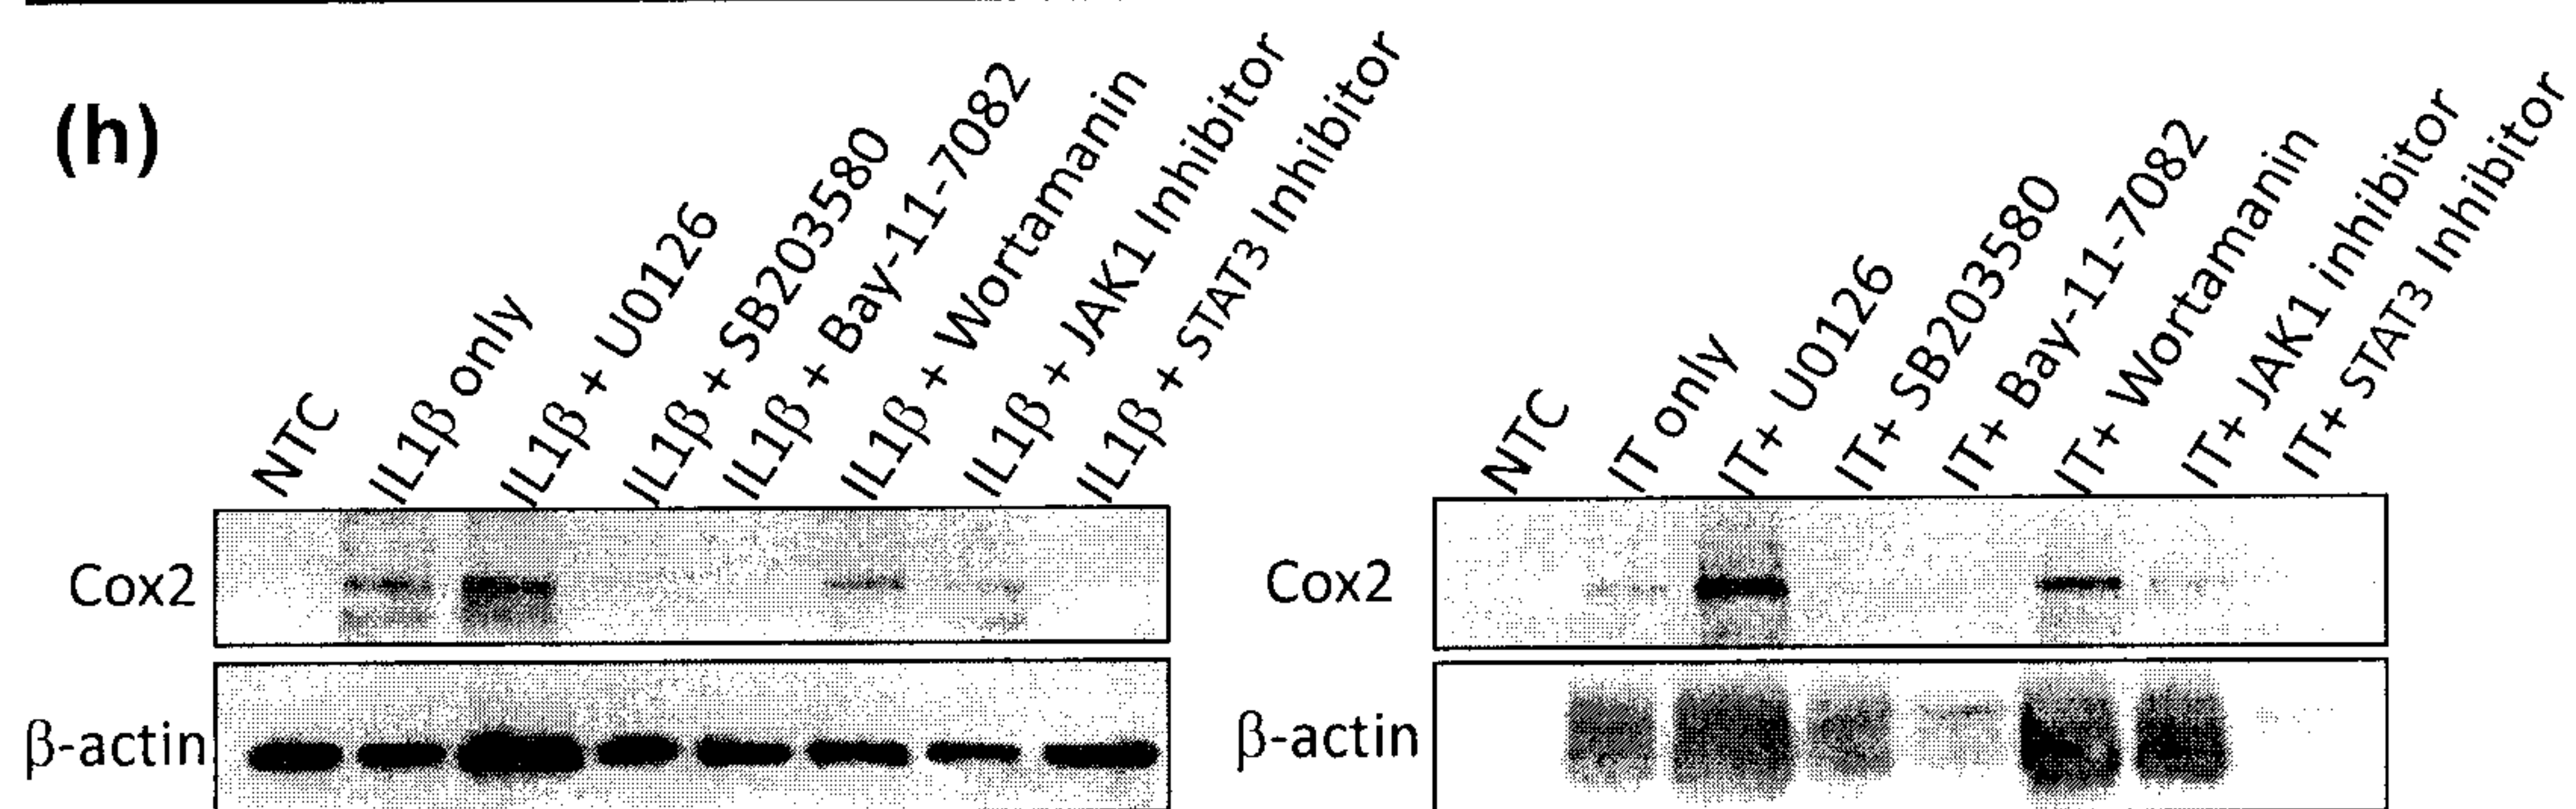 (h)
NTC
IL1β only
IL1β + U0126
IL1β + SB203580
IL1β + Bay-11-7082
IL1β + Wortamanin
IL1β + JAK1 Inhibitor
IL1β + STAT3 Inhibitor
Cox2
β-actin
NTC
IT only
IT+ U0126
IT+ SB203580
IT+ Bay-11-7082
IT+ Wortamanin
IT+ JAK1 inhibitor
IT+ STAT3 Inhibitor
Cox2
β-actin